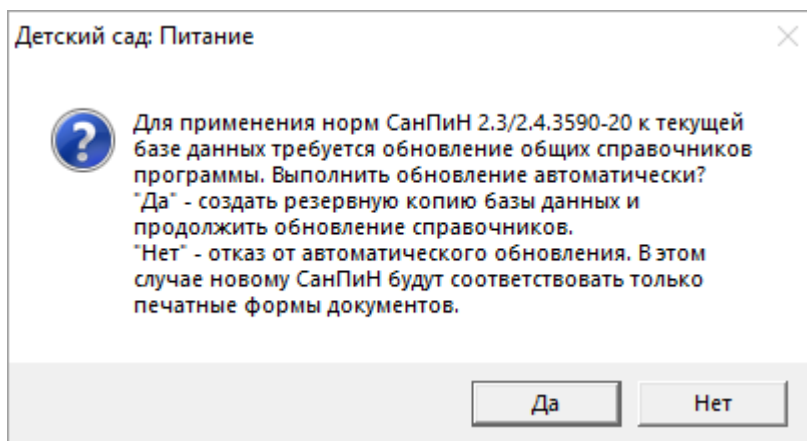 Детский сад: Питание
Для применения норм СанПиН 2.3/2.4.3590-20 к текущей
базе данных требуется обновление общих справочников
программы. Выполнить обновление автоматически?
"Да" - создать резервную копию базы данных и
продолжить обновление справочников.
"Нет" - отказ от автоматического обновления. В этом
случае новому СанПиН будут соответствовать только
печатные формы документов.
Да
Нет